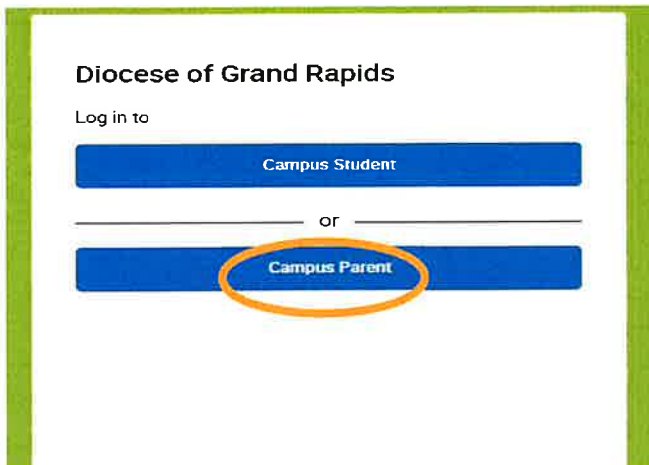 Diocese of Grand Rapids
Log in to
Campus Student
or
Campus Parent